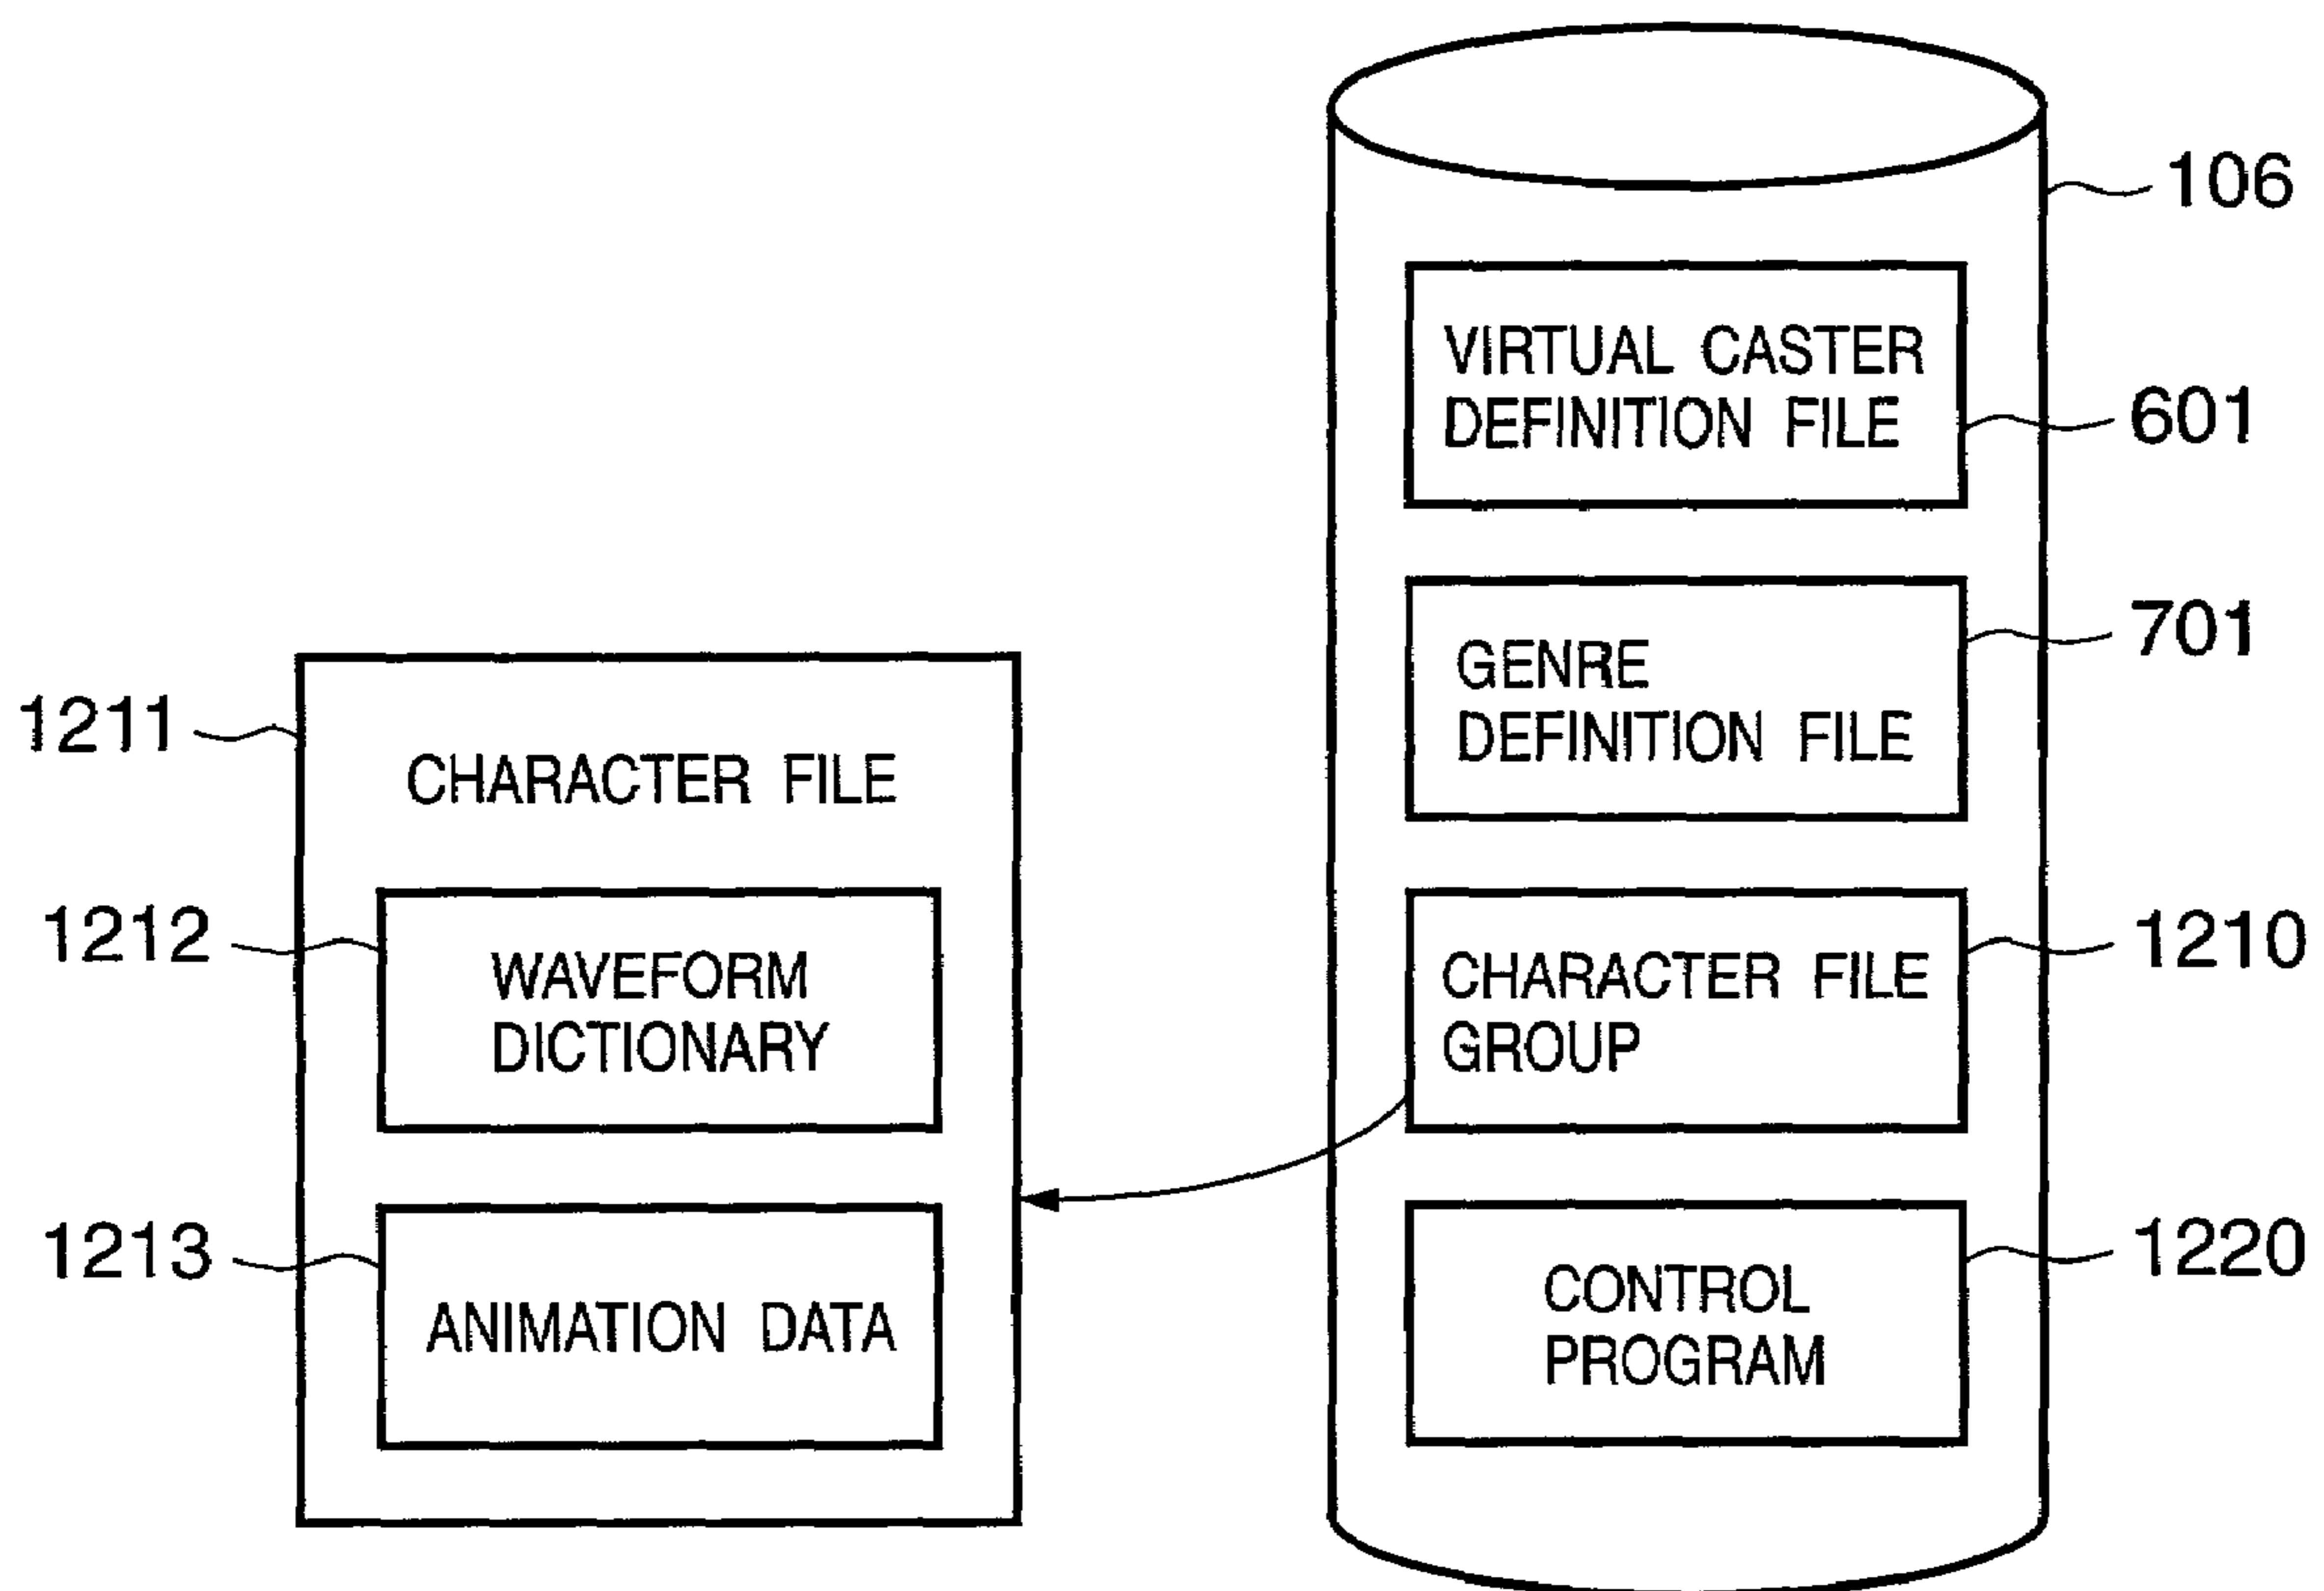 106
VIRTUAL CASTER
DEFINITION FILE
601
GENRE
DEFINITION FILE
701
CHARACTER FILE
GROUP
1210
CONTROL
PROGRAM
1220
1211
CHARACTER FILE
1212
WAVEFORM
DICTIONARY
1213
ANIMATION DATA